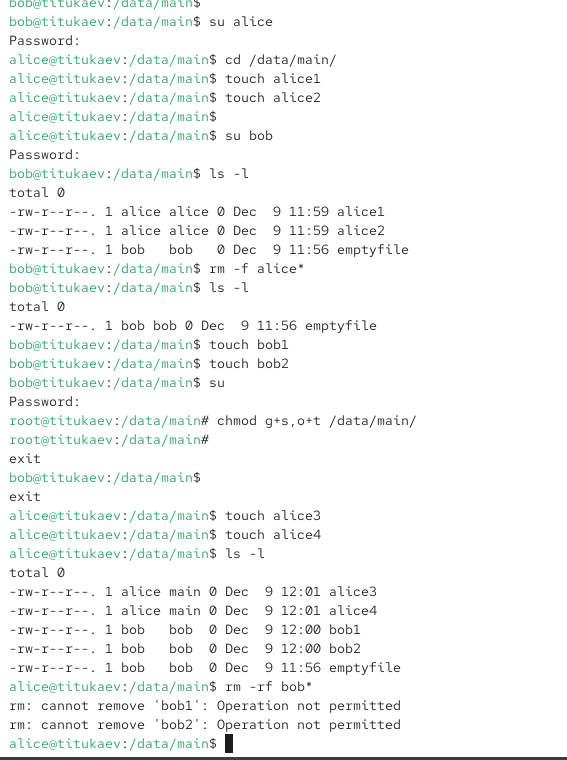 bob@titukaev:/data/main$
bob@titukaev:/data/main$ su alice
Password:
alice@titukaev:/data/main$ cd /data/main/
alice@titukaev:/data/main$ touch alice1
alice@titukaev:/data/main$ touch alice2
alice@titukaev:/data/main$
alice@titukaev:/data/main$ su bob
Password:
bob@titukaev:/data/main$ ls -l
total 0
-rw-r--r--. 1 alice alice 0 Dec  9 11:59 alice1
-rw-r--r--. 1 alice alice 0 Dec  9 11:59 alice2
-rw-r--r--. 1 bob   bob   0 Dec  9 11:56 emptyfile
bob@titukaev:/data/main$ rm -f alice*
bob@titukaev:/data/main$ ls -l
total 0
-rw-r--r--. 1 bob bob 0 Dec  9 11:56 emptyfile
bob@titukaev:/data/main$ touch bob1
bob@titukaev:/data/main$ touch bob2
bob@titukaev:/data/main$ su
Password:
root@titukaev:/data/main# chmod g+s,o+t /data/main/
root@titukaev:/data/main#
exit
bob@titukaev:/data/main$
exit
alice@titukaev:/data/main$ touch alice3
alice@titukaev:/data/main$ touch alice4
alice@titukaev:/data/main$ ls -l
total 0
-rw-r--r--. 1 alice main 0 Dec  9 12:01 alice3
-rw-r--r--. 1 alice main 0 Dec  9 12:01 alice4
-rw-r--r--. 1 bob   bob  0 Dec  9 12:00 bob1
-rw-r--r--. 1 bob   bob  0 Dec  9 12:00 bob2
-rw-r--r--. 1 bob   bob  0 Dec  9 11:56 emptyfile
alice@titukaev:/data/main$ rm -rf bob*
rm: cannot remove 'bob1': Operation not permitted
rm: cannot remove 'bob2': Operation not permitted
alice@titukaev:/data/main$